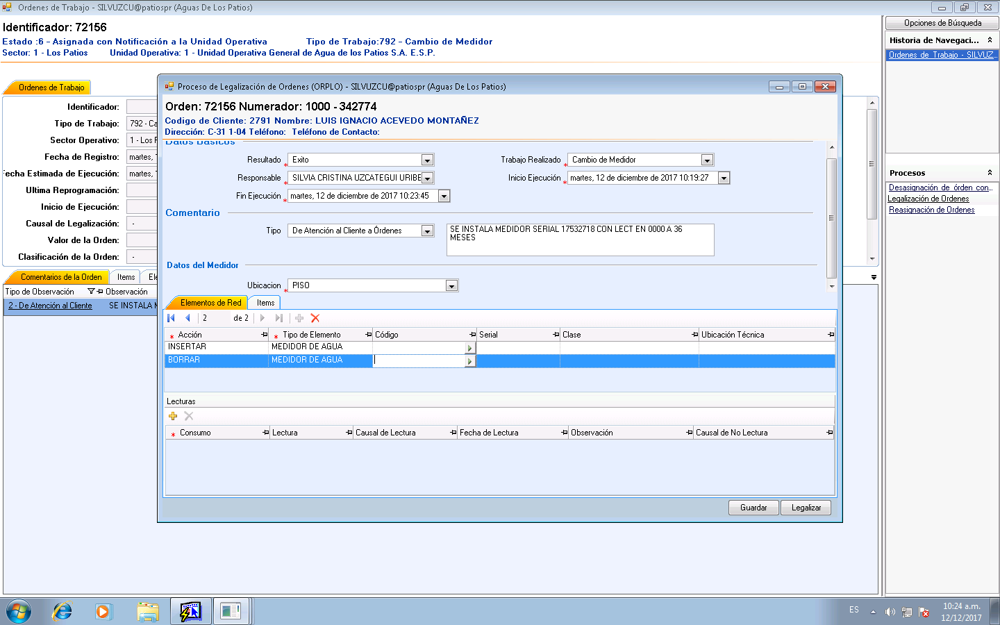 Ordenes de Trabajo - SILVUZCU@patiospr (Aguas De Los Patios)
Identificador: 72156
Estado :6 - Asignada con Notificación a la Unidad Operativa Tipo de Trabajo:792 - Cambio de Medidor
Sector: 1 - Los Patios Unidad Operativa: 1 - Unidad Operativa General de Agua de los Patios S.A. E.S.P.
Ordenes de Trabajo
Identificador:
Tipo de Trabajo: 792 - Ca
Sector Operativo: 1 - Los F
Fecha de Registro: martes,
Fecha Estimada de Ejecución: martes,
Ultima Reprogramación:
Inicio de Ejecución:
Causal de Legalización: -
Valor de la Orden:
Clasificación de la Orden: -
Comentarios de la Orden Items Ele
Tipo de Observación Observación
2 - De Atención al Cliente SE INSTALA M
Proceso de Legalización de Ordenes (ORPLO) - SILVUZCU@patiospr (Aguas De Los Patios)
Orden: 72156 Numerador: 1000 - 342774
Codigo de Cliente: 2791 Nombre: LUIS IGNACIO ACEVEDO MONTAÑEZ
Dirección: C-31 1-04 Teléfono: Teléfono de Contacto:
Datos Básicos
Resultado * Exito Trabajo Realizado * Cambio de Medidor
Responsable * SILVIA CRISTINA UZCATEGUI URIBE Inicio Ejecución * martes, 12 de diciembre de 2017 10:19:27
Fin Ejecución * martes, 12 de diciembre de 2017 10:23:45
Comentario
Tipo De Atención al Cliente a Órdenes
SE INSTALA MEDIDOR SERIAL 17532718 CON LECT EN 0000 A 36
MESES
Datos del Medidor
Ubicacion * PISO
Elementos de Red Items
2 de 2
* Acción * Tipo de Elemento Código Serial Clase Ubicación Técnica
INSERTAR MEDIDOR DE AGUA
BORRAR MEDIDOR DE AGUA
Lecturas
* Consumo Lectura Causal de Lectura Fecha de Lectura Observación Causal de No Lectura
Guardar Legalizar
Opciones de Búsqueda
Historia de Navegaci...
Ordenes de Trabajo - SILVUZ...
Procesos
Desasignación de órden con...
Legalización de Ordenes
Reasignación de Ordenes
ES
10:24 a.m.
12/12/2017